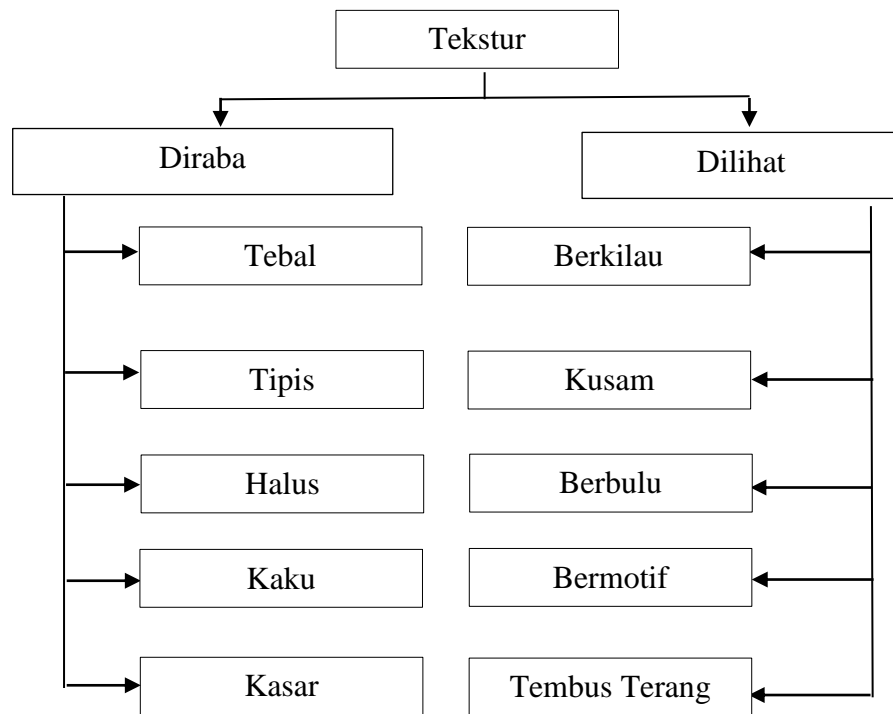 Tekstur
Diraba
Dilihat
Tebal
Berkilau
Tipis
Kusam
Halus
Berbulu
Kaku
Bermotif
Kasar
Tembus Terang